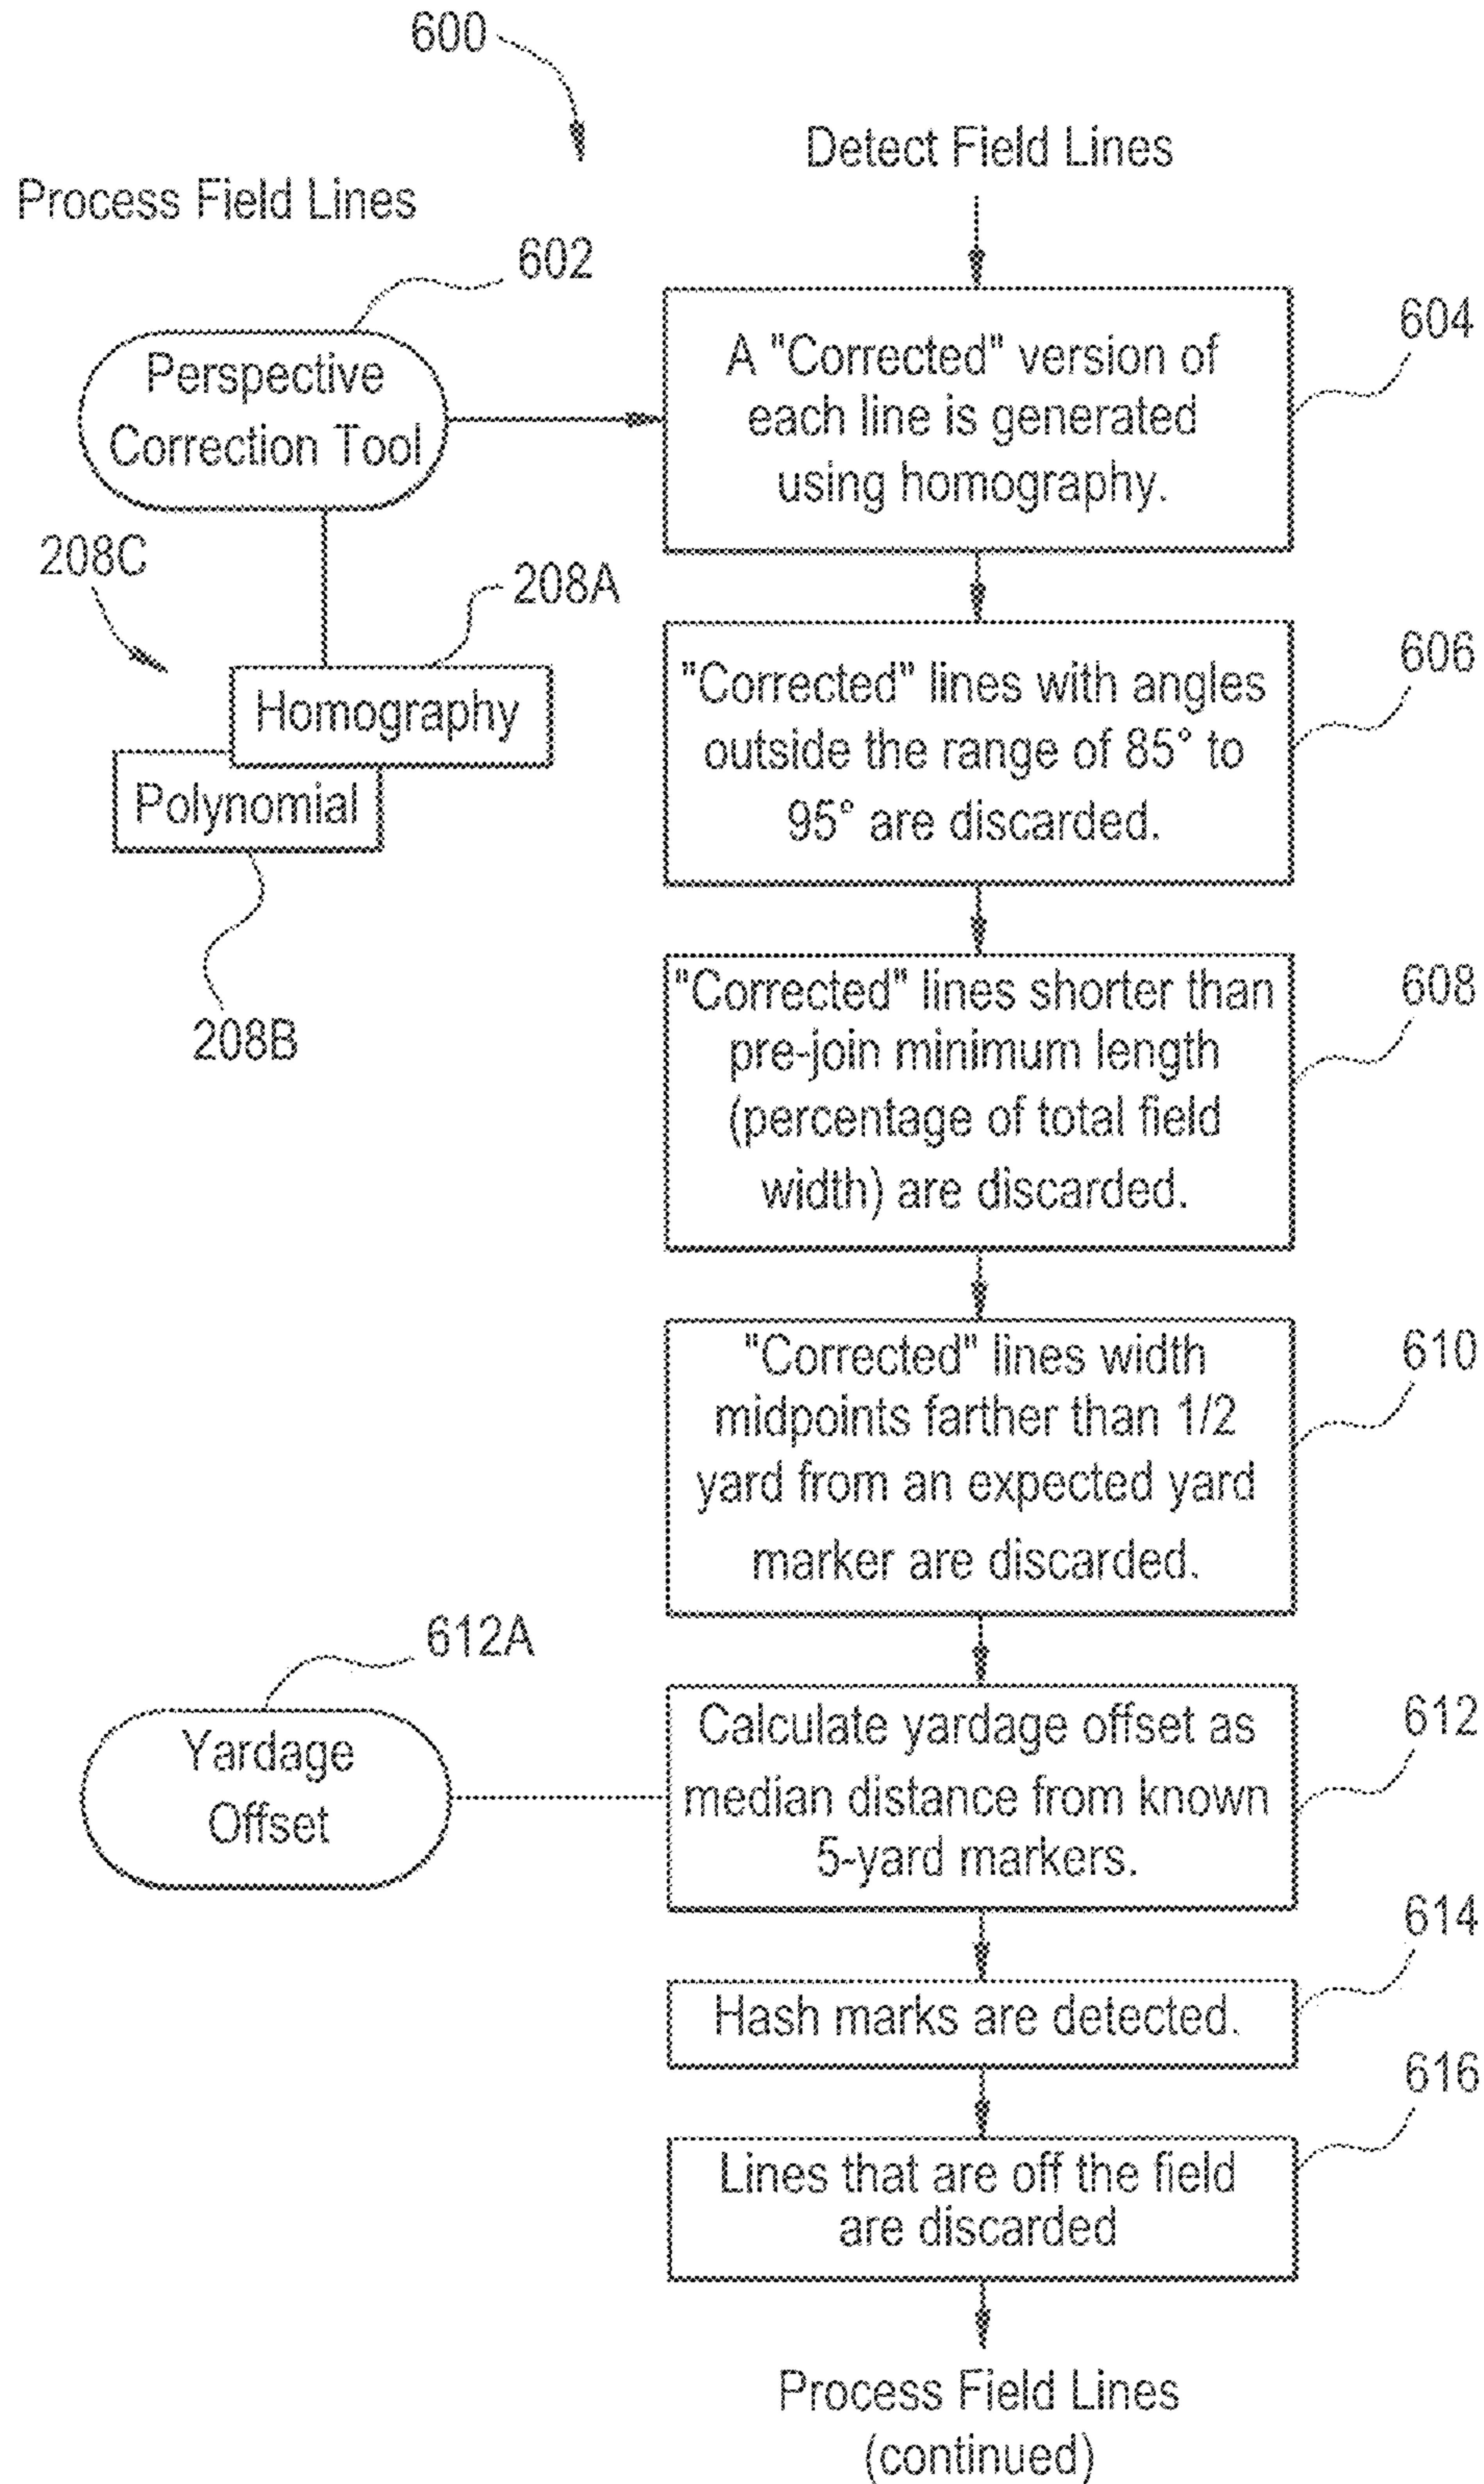 600
Detect Field Lines
Process Field Lines
602
Perspective
Correction Tool
604
A "Corrected" version of
each line is generated
using homography.
208C
208A
Homography
Polynomial
208B
606
"Corrected" lines with angles
outside the range of 85° to
95° are discarded.
608
"Corrected" lines shorter than
pre-join minimum length
(percentage of total field
width) are discarded.
610
"Corrected" lines width
midpoints farther than 1/2
yard from an expected yard
marker are discarded.
612A
Yardage
Offset
612
Calculate yardage offset as
median distance from known
5-yard markers.
614
Hash marks are detected.
616
Lines that are off the field
are discarded
Process Field Lines
(continued)